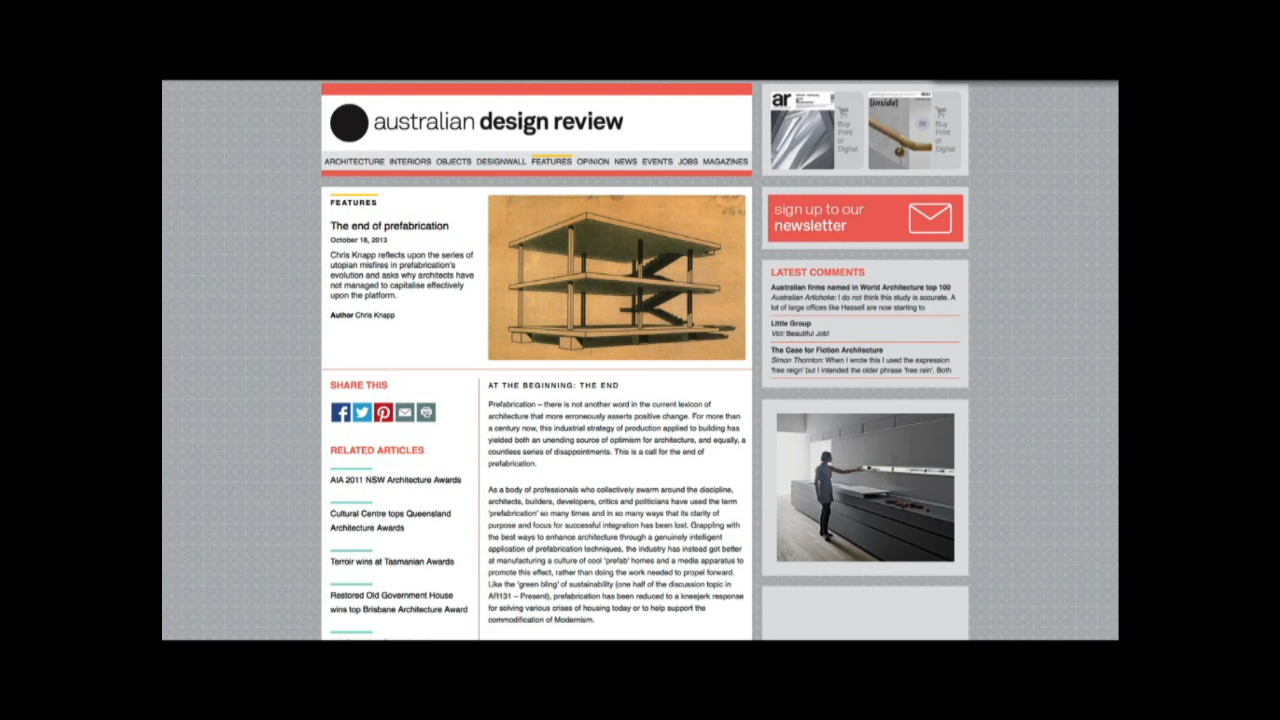 australian design review
ARCHITECTURE INTERIORS OBJECTS DESIGNWALL FEATURES OPINION NEWS EVENTS JOBS MAGAZINES
FEATURES
The end of prefabrication
October 18, 2013
Chris Knapp reflects upon the series of
utopian misfires in prefabrication's
evolution and asks why architects have
not managed to capitalise effectively
upon the platform.
Author Chris Knapp
SHARE THIS
RELATED ARTICLES
AIA 2011 NSW Architecture Awards
Cultural Centre tops Queensland
Architecture Awards
Terroir wins at Tasmanian Awards
Restored Old Government House
wins top Brisbane Architecture Award
AT THE BEGINNING: THE END
Prefabrication – there is not another word in the current lexicon of
architecture that more erroneously asserts positive change. For more than
a century now, this industrial strategy of production applied to building has
yielded both an unending source of optimism for architecture, and equally, a
countless series of disappointments. This is a call for the end of
prefabrication.
As a body of professionals who collectively swarm around the discipline,
architects, builders, developers, critics and politicians have used the term
'prefabrication' so many times and in so many ways that its clarity of
purpose and focus for successful integration has been lost. Grappling with
the best ways to enhance architecture through a genuinely intelligent
application of prefabrication techniques, the industry has instead got better
at manufacturing a culture of cool 'prefab' homes and a media apparatus to
promote this effect, rather than doing the work needed to propel forward.
Like the 'green bling' of sustainability (one half of the discussion topic in
AR131 – Present), prefabrication has been reduced to a kneejerk response
for solving various crises of housing today or to help support the
commodification of Modernism.
ar
Buy
Print
or
Digital
(inside)
Buy
Print
or
Digital
sign up to our
newsletter
LATEST COMMENTS
Australian firms named in World Architecture top 100
Australian Artichoke: I do not think this study is accurate. A
lot of large offices like Hassell are now starting to
Little Group
Vici: Beautiful Job!
The Case for Fiction Architecture
Simon Thornton: When I wrote this I used the expression
'free reign' but I intended the older phrase 'free rein'. Both